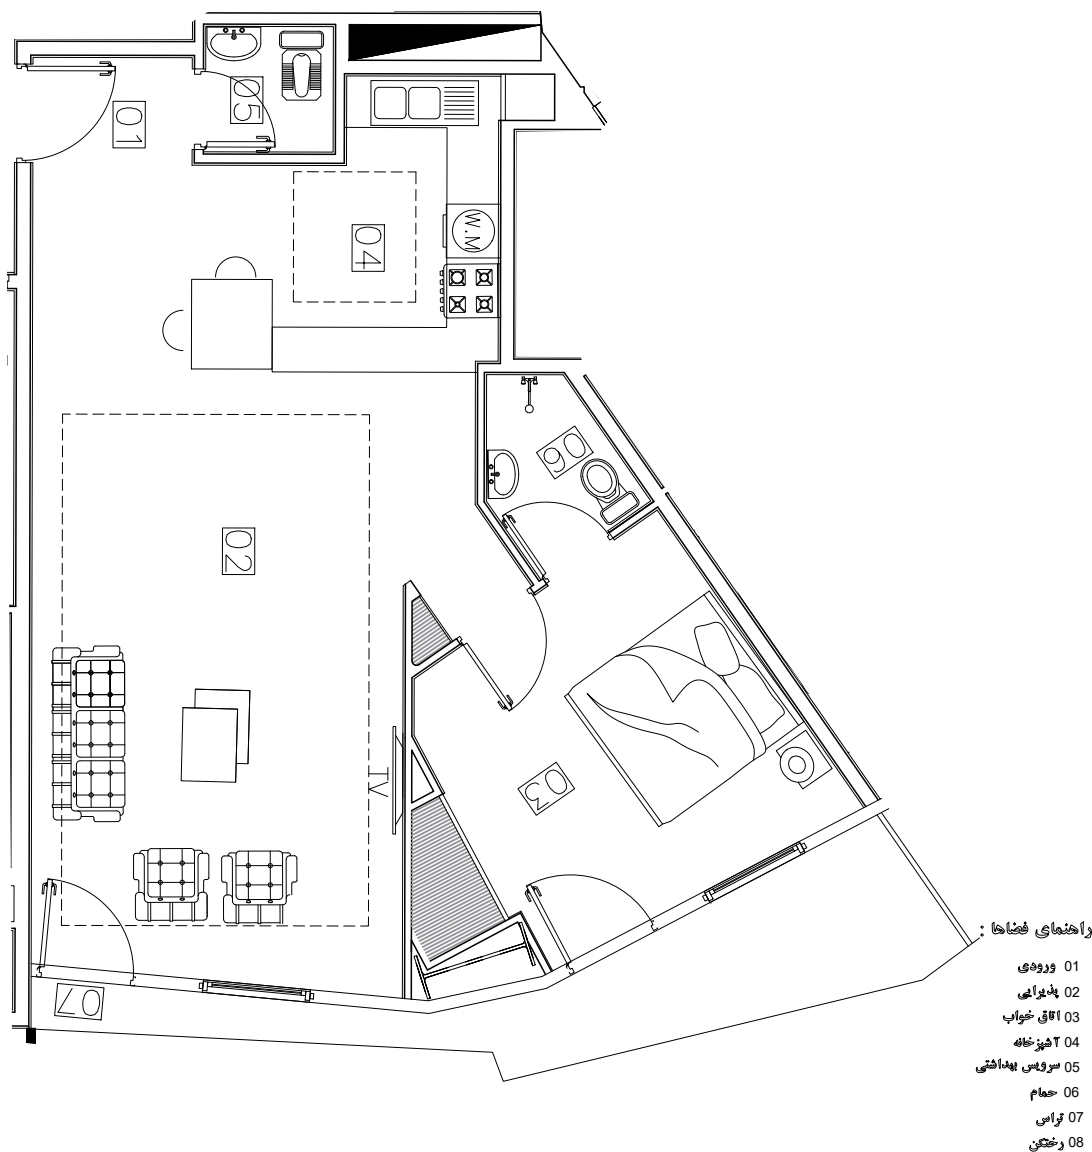 01
05
04
W.M
06
02
03
TV
07
راهنمای فضاها :
01 ورودی
02 پذیرایی
03 اتاق خواب
04 آشپزخانه
05 سرویس بهداشتی
06 حمام
07 تراس
08 رختکن